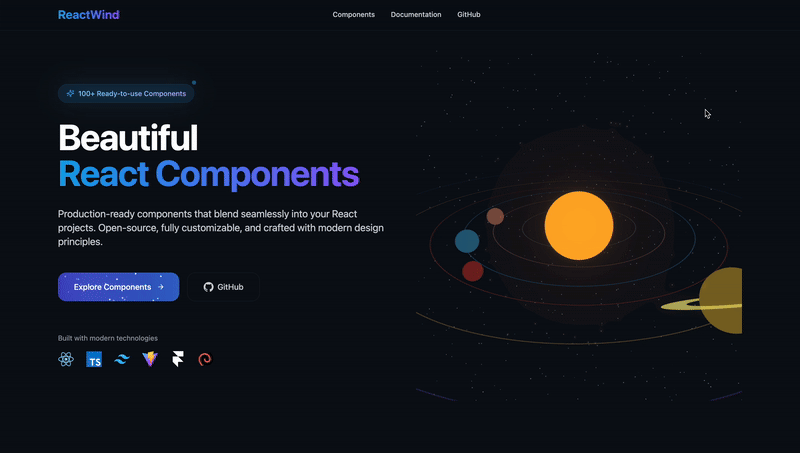 ReactWind
Components Documentation GitHub
100+ Ready-to-use Components
Beautiful
React Components
Production-ready components that blend seamlessly into your React
projects. Open-source, fully customizable, and crafted with modern design
principles.
Explore Components → GitHub
Built with modern technologies
TS